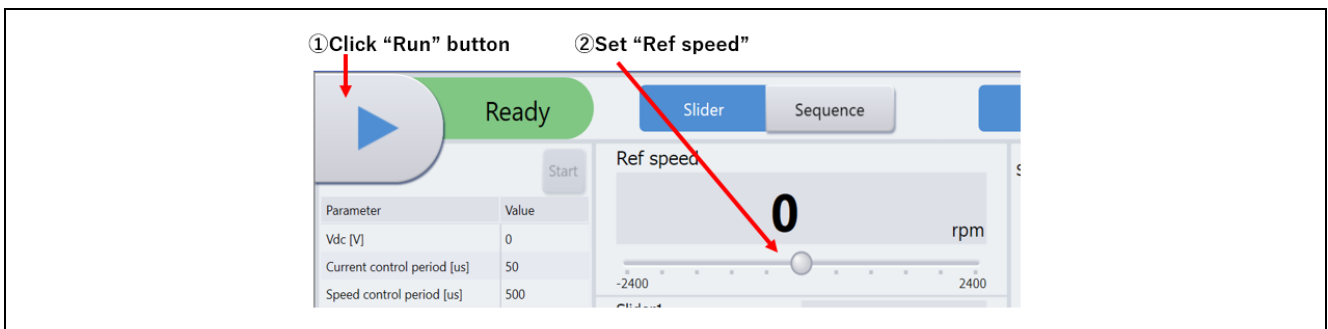 ①Click “Run” button ②Set “Ref speed”
Ready Slider Sequence
Start
Ref speed
0
rpm
-2400 2400
Parameter Value
Vdc [V] 0
Current control period [us] 50
Speed control period [us] 500